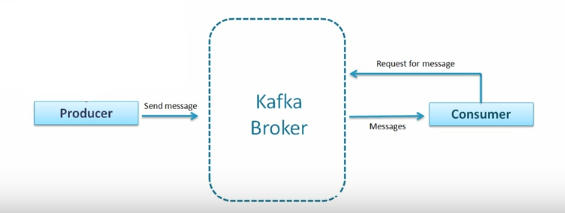 Producer
Send message
Kafka
Broker
Request for message
Messages
Consumer